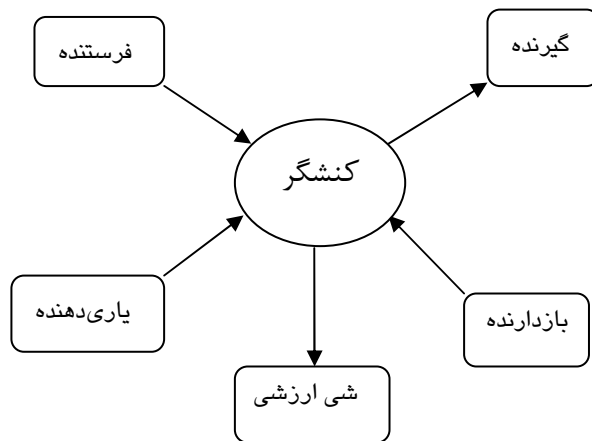 گیرنده
فرستنده
کنشگر
یاری‌دهنده
بازدارنده
شی ارزشی